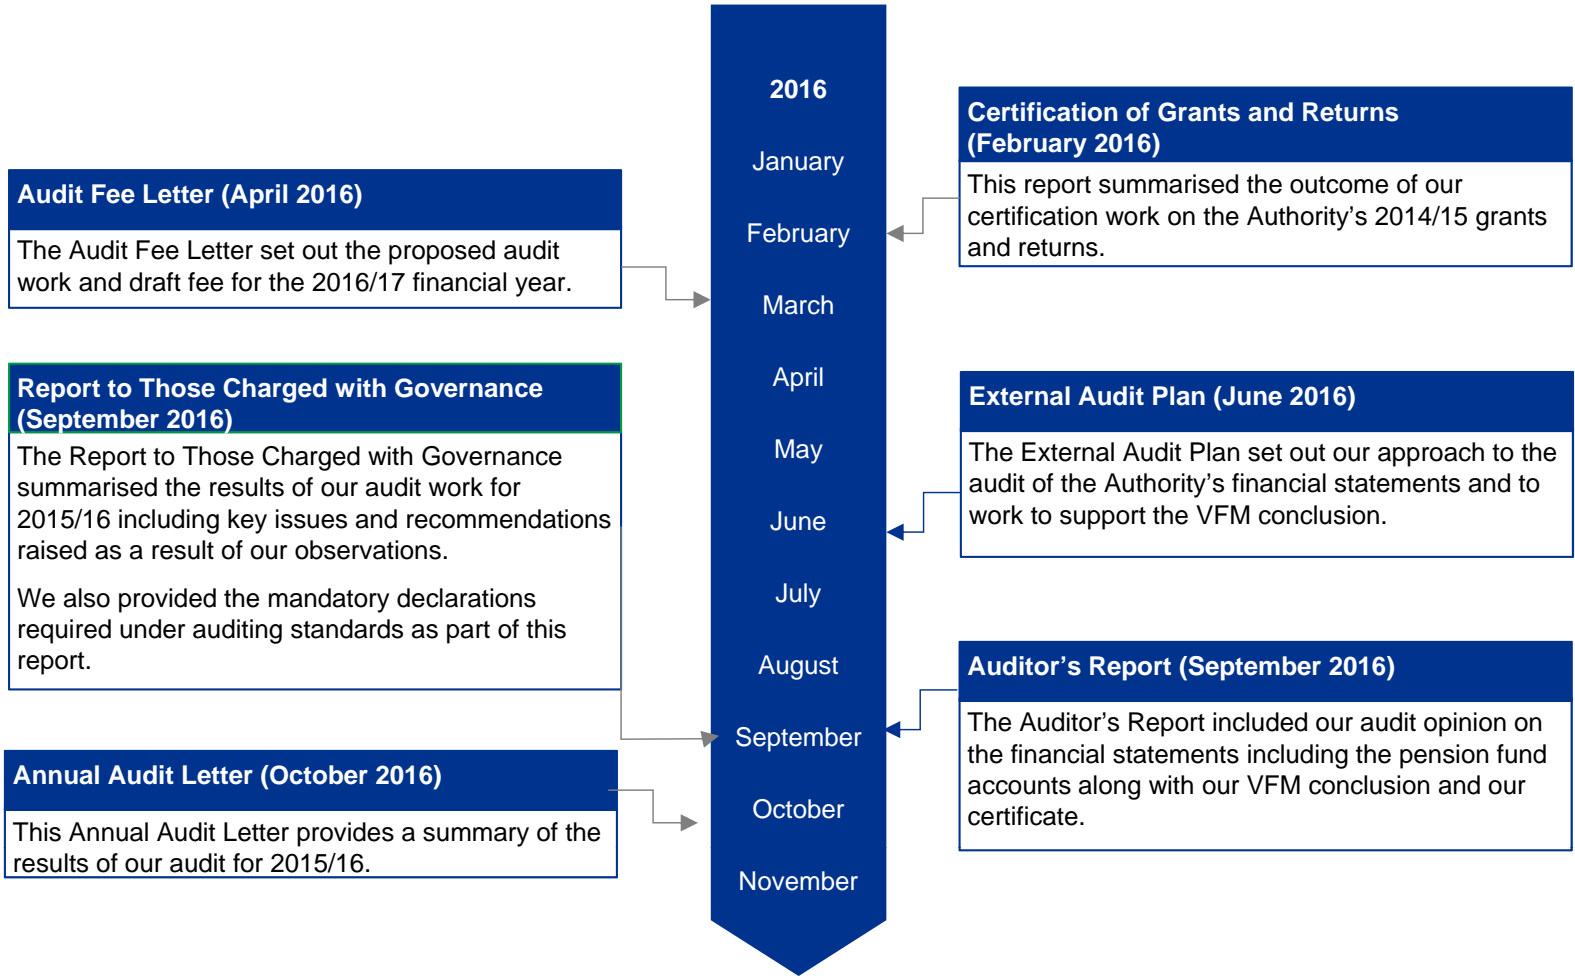 Audit Fee Letter (April 2016)
The Audit Fee Letter set out the proposed audit
work and draft fee for the 2016/17 financial year.
Report to Those Charged with Governance
(September 2016)
The Report to Those Charged with Governance
summarised the results of our audit work for
2015/16 including key issues and recommendations
raised as a result of our observations.
We also provided the mandatory declarations
required under auditing standards as part of this
report.
Annual Audit Letter (October 2016)
This Annual Audit Letter provides a summary of the
results of our audit for 2015/16.
2016
January
February
March
April
May
June
July
August
September
October
November
Certification of Grants and Returns
(February 2016)
This report summarised the outcome of our
certification work on the Authority’s 2014/15 grants
and returns.
External Audit Plan (June 2016)
The External Audit Plan set out our approach to the
audit of the Authority’s financial statements and to
work to support the VFM conclusion.
Auditor’s Report (September 2016)
The Auditor’s Report included our audit opinion on
the financial statements including the pension fund
accounts along with our VFM conclusion and our
certificate.